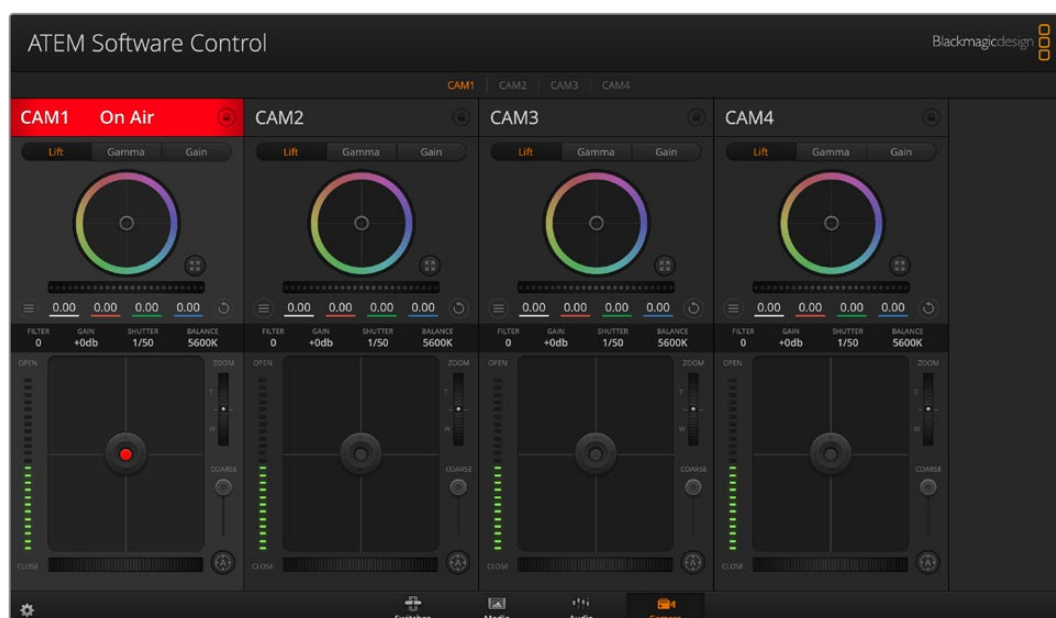 ATEM Software Control
Blackmagicdesign
CAM1 CAM2 CAM3 CAM4
CAM1 On Air CAM2 CAM3 CAM4
Lift Gamma Gain Lift Gamma Gain Lift Gamma Gain Lift Gamma Gain
0.00 0.00 0.00 0.00 0.00 0.00 0.00 0.00 0.00 0.00 0.00 0.00 0.00 0.00 0.00 0.00
FILTER GAIN SHUTTER BALANCE FILTER GAIN SHUTTER BALANCE FILTER GAIN SHUTTER BALANCE FILTER GAIN SHUTTER BALANCE
0 +0db 1/50 5600K 0 +0db 1/50 5600K 0 +0db 1/50 5600K 0 +0db 1/50 5600K
OPEN ZOOM OPEN ZOOM OPEN ZOOM OPEN ZOOM
T T T T
W W W W
COARSE COARSE COARSE COARSE
A A A A
CLOSE CLOSE CLOSE CLOSE
Switcher Media Audio Camera